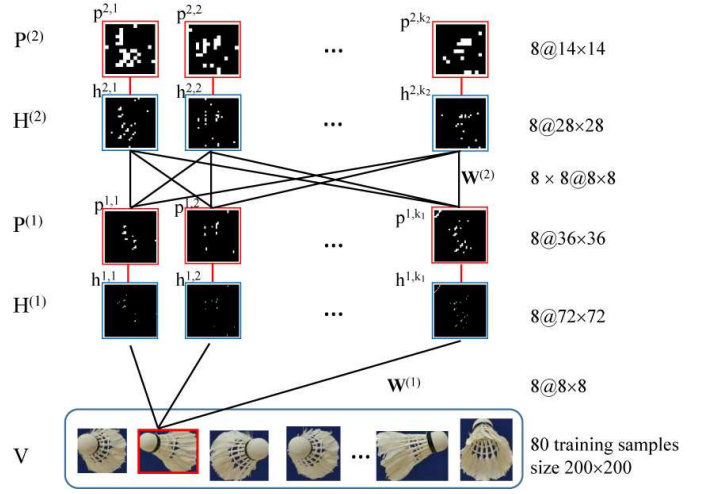 P(2) p2,1 p2,2 ... p2,k2 8@14×14
H(2) h2,1 h2,2 ... h2,k2 8@28×28
W(2) 8 × 8@8×8
P(1) p1,1 p1,2 ... p1,k1 8@36×36
H(1) h1,1 h1,2 ... h1,k1 8@72×72
W(1) 8@8×8
V ... 80 training samples
size 200×200